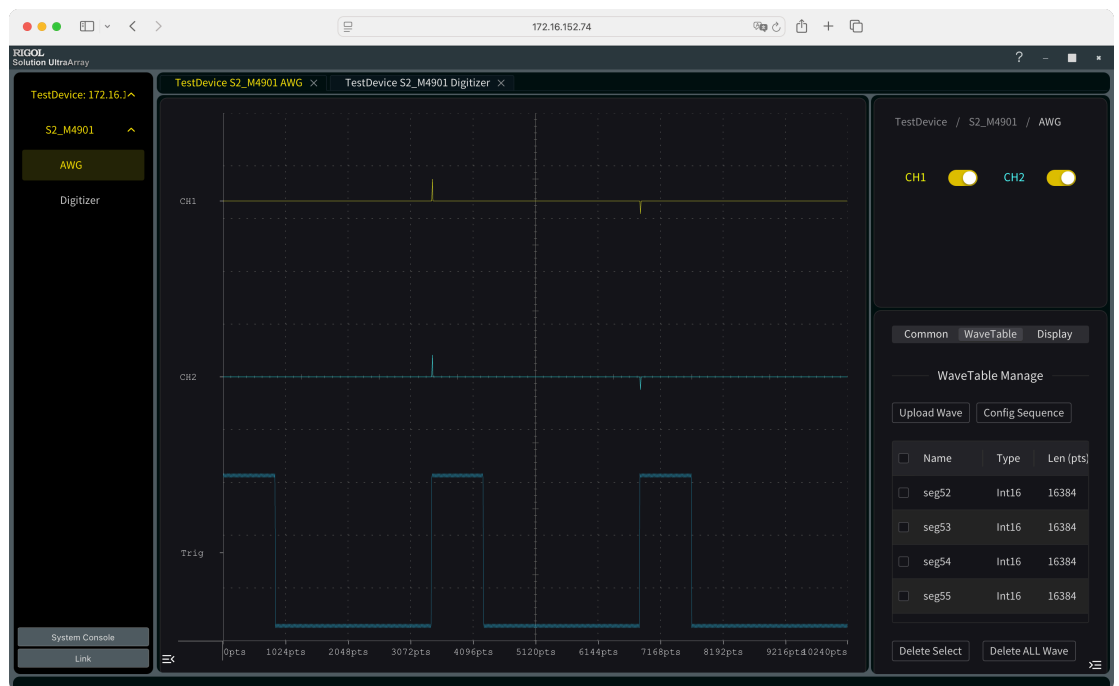 172.16.152.74
RIGOL
Solution UltraArray
?
TestDevice S2_M4901 AWG ×
TestDevice S2_M4901 Digitizer ×
TestDevice: 172.16.1
S2_M4901
AWG
Digitizer
System Console
Link
CH1
CH2
Trig
0pts 1024pts 2048pts 3072pts 4096pts 5120pts 6144pts 7168pts 8192pts 9216pts 10240pts
TestDevice / S2_M4901 / AWG
CH1 CH2
Common WaveTable Display
WaveTable Manage
Upload Wave Config Sequence
Name Type Len (pts)
seg52 Int16 16384
seg53 Int16 16384
seg54 Int16 16384
seg55 Int16 16384
Delete Select Delete ALL Wave